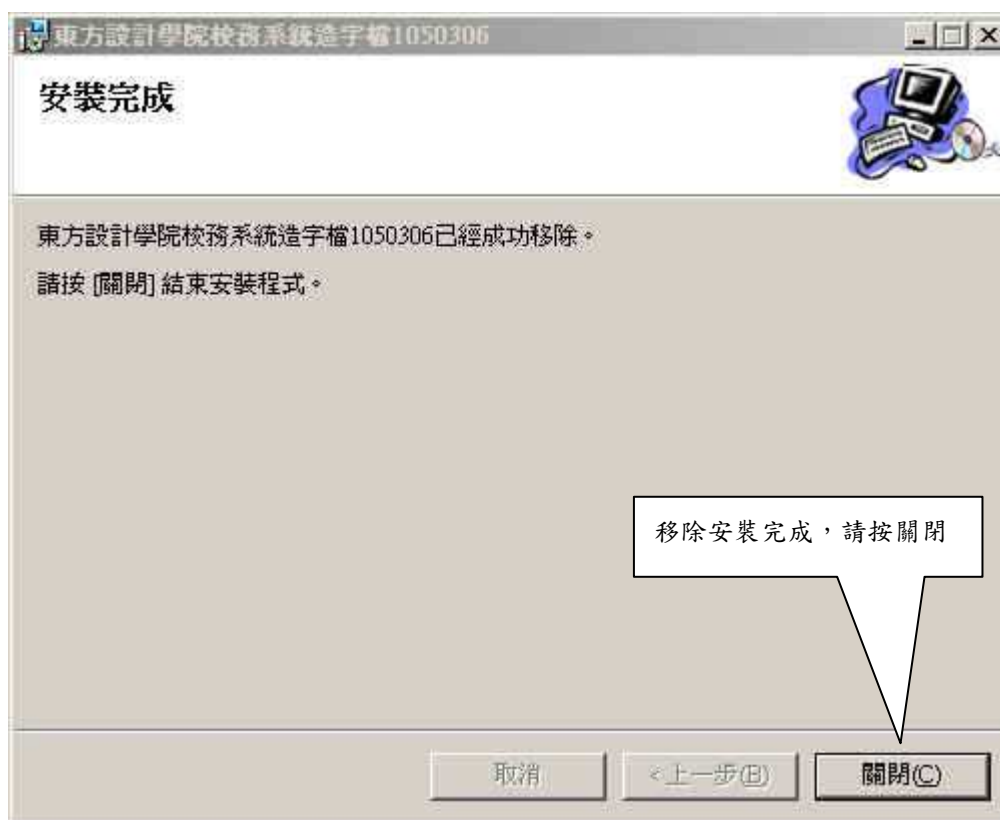 東方設計學院校務系統造字檔1050306
安裝完成
東方設計學院校務系統造字檔1050306已經成功移除。
請按 [關閉] 結束安裝程式。
移除安裝完成，請按關閉
取消
<上一步(B)
關閉(C)